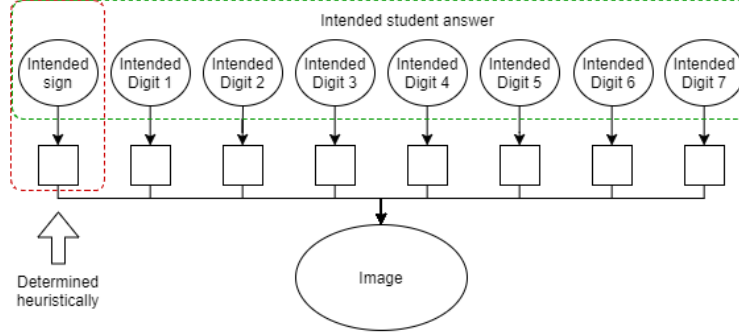 Intended student answer
Intended
sign
Intended
Digit 1
Intended
Digit 2
Intended
Digit 3
Intended
Digit 4
Intended
Digit 5
Intended
Digit 6
Intended
Digit 7
Image
Determined
heuristically